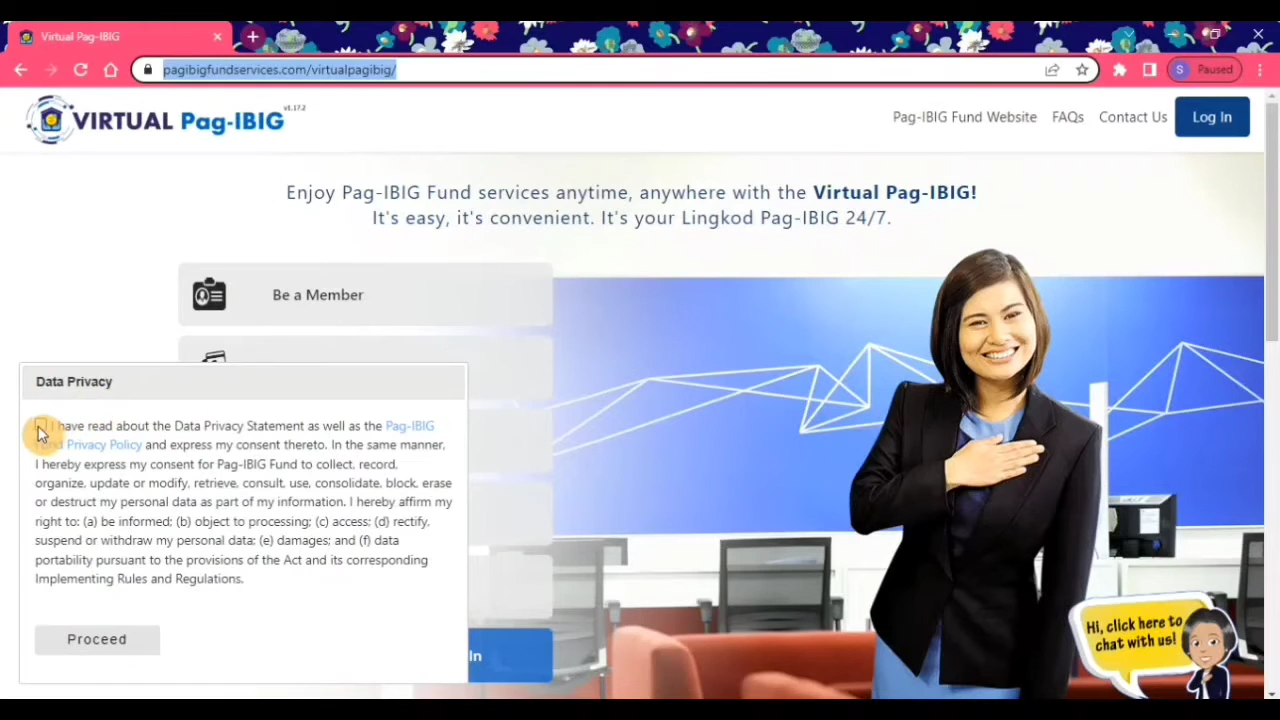 Virtual Pag-IBIG
pagibigfundservices.com/virtualpagibig/
S Paused
VIRTUAL Pag-IBIG v1.17.2
Pag-IBIG Fund Website FAQs Contact Us Log In
Enjoy Pag-IBIG Fund services anytime, anywhere with the Virtual Pag-IBIG!
It's easy, it's convenient. It's your Lingkod Pag-IBIG 24/7.
Be a Member
Data Privacy
I have read about the Data Privacy Statement as well as the Pag-IBIG
Fund Privacy Policy and express my consent thereto. In the same manner,
I hereby express my consent for Pag-IBIG Fund to collect, record,
organize, update or modify, retrieve, consult, use, consolidate, block, erase
or destruct my personal data as part of my information. I hereby affirm my
right to: (a) be informed; (b) object to processing; (c) access; (d) rectify,
suspend or withdraw my personal data; (e) damages; and (f) data
portability pursuant to the provisions of the Act and its corresponding
Implementing Rules and Regulations.
Proceed
In
Hi, click here to
chat with us!